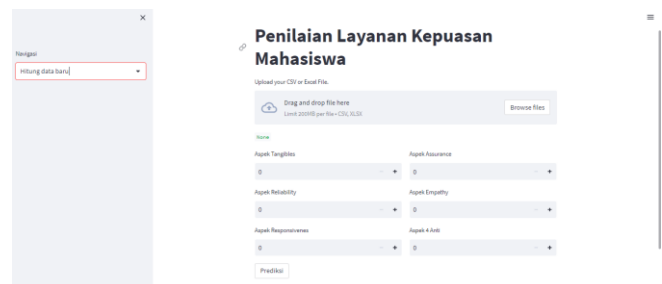 Navigasi
Hitung data baru
Penilaian Layanan Kepuasan
Mahasiswa
Upload your CSV or Excel File.
Drag and drop file here
Limit 200MB per file • CSV, XLSX
Browse files
None
Aspek Tangibles
Aspek Assurance
0 - +
0 - +
Aspek Reliability
Aspek Empathy
0 - +
0 - +
Aspek Responsivenes
Aspek 4 Anti
0 - +
0 - +
Prediksi